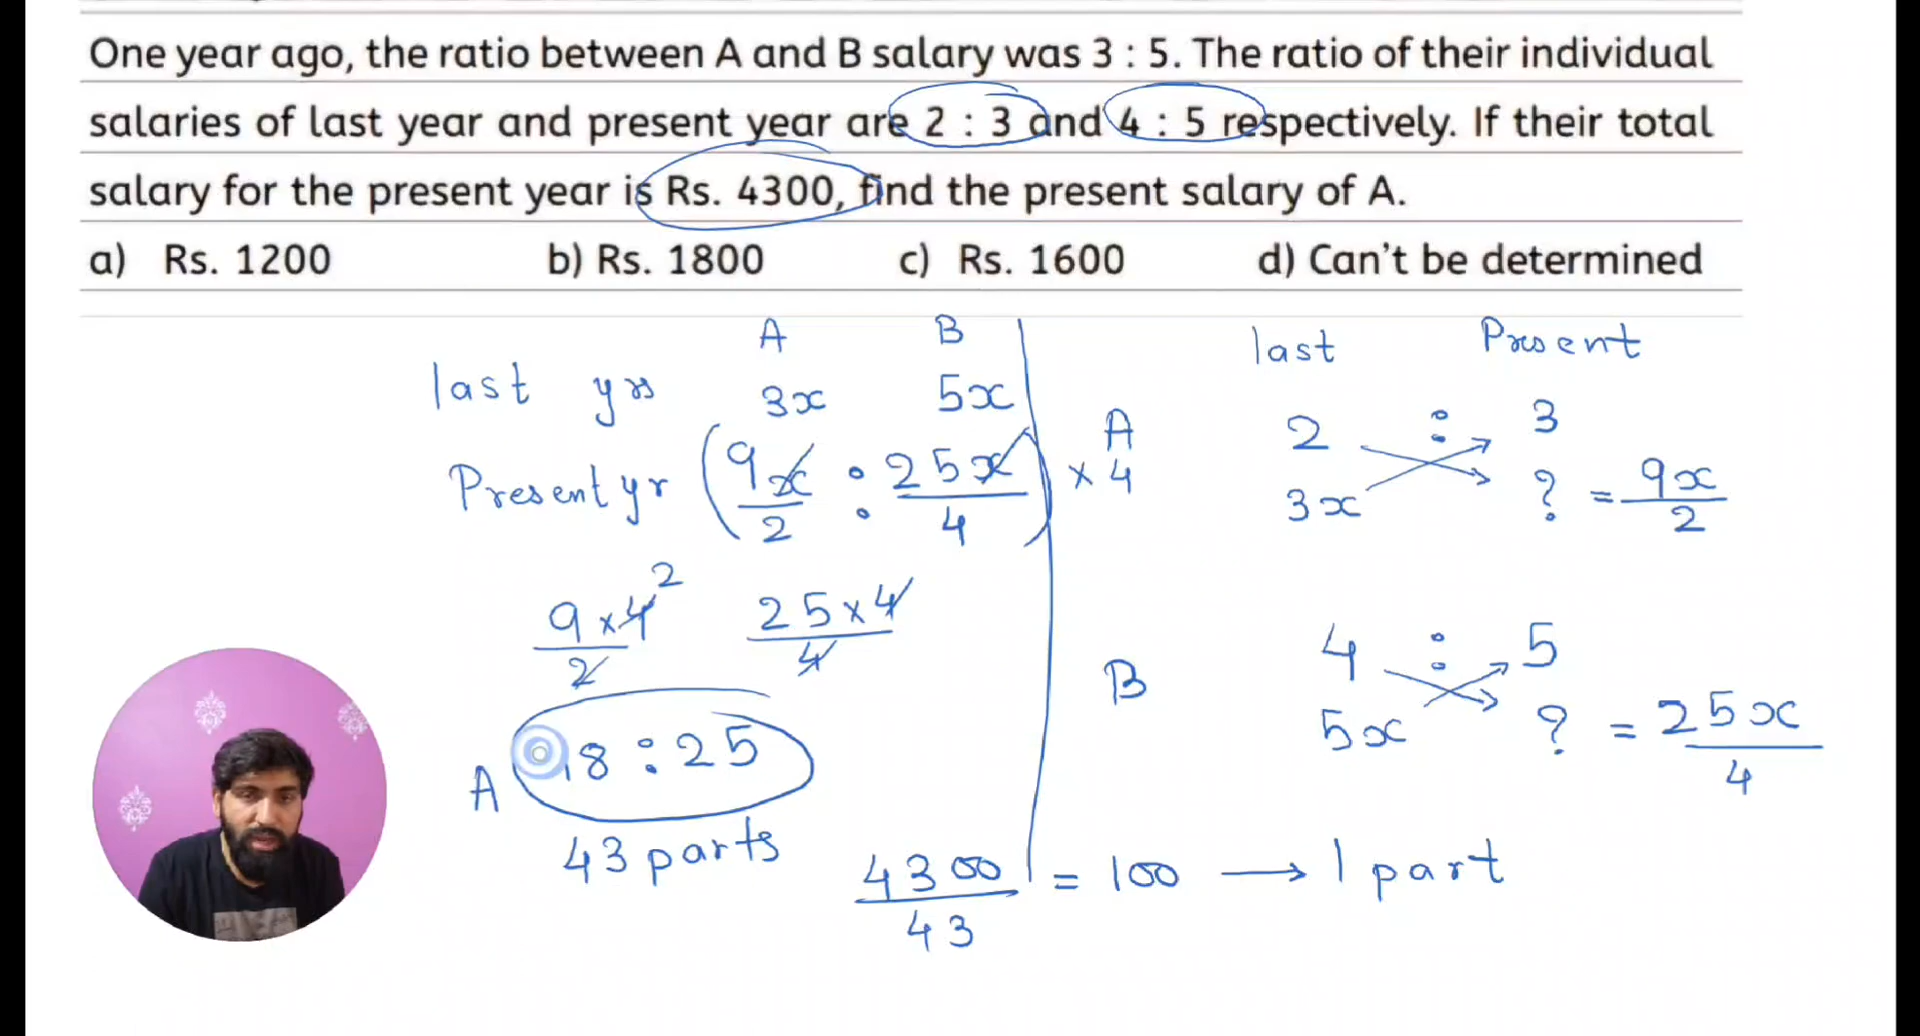 One year ago, the ratio between A and B salary was 3 : 5. The ratio of their individual
salaries of last year and present year are 2 : 3 and 4 : 5 respectively. If their total
salary for the present year is Rs. 4300, find the present salary of A.
a) Rs. 1200 b) Rs. 1800 c) Rs. 1600 d) Can't be determined
A B
last yrs 3x 5x
Present yr (9x/2 : 25x/4) × 4
9×4/2 2 25×4/4
A 18 : 25
43 parts
4300/43 = 100 → 1 part
last Present
A
2 : 3
3x ? = 9x/2
B
4 : 5
5x ? = 25x/4